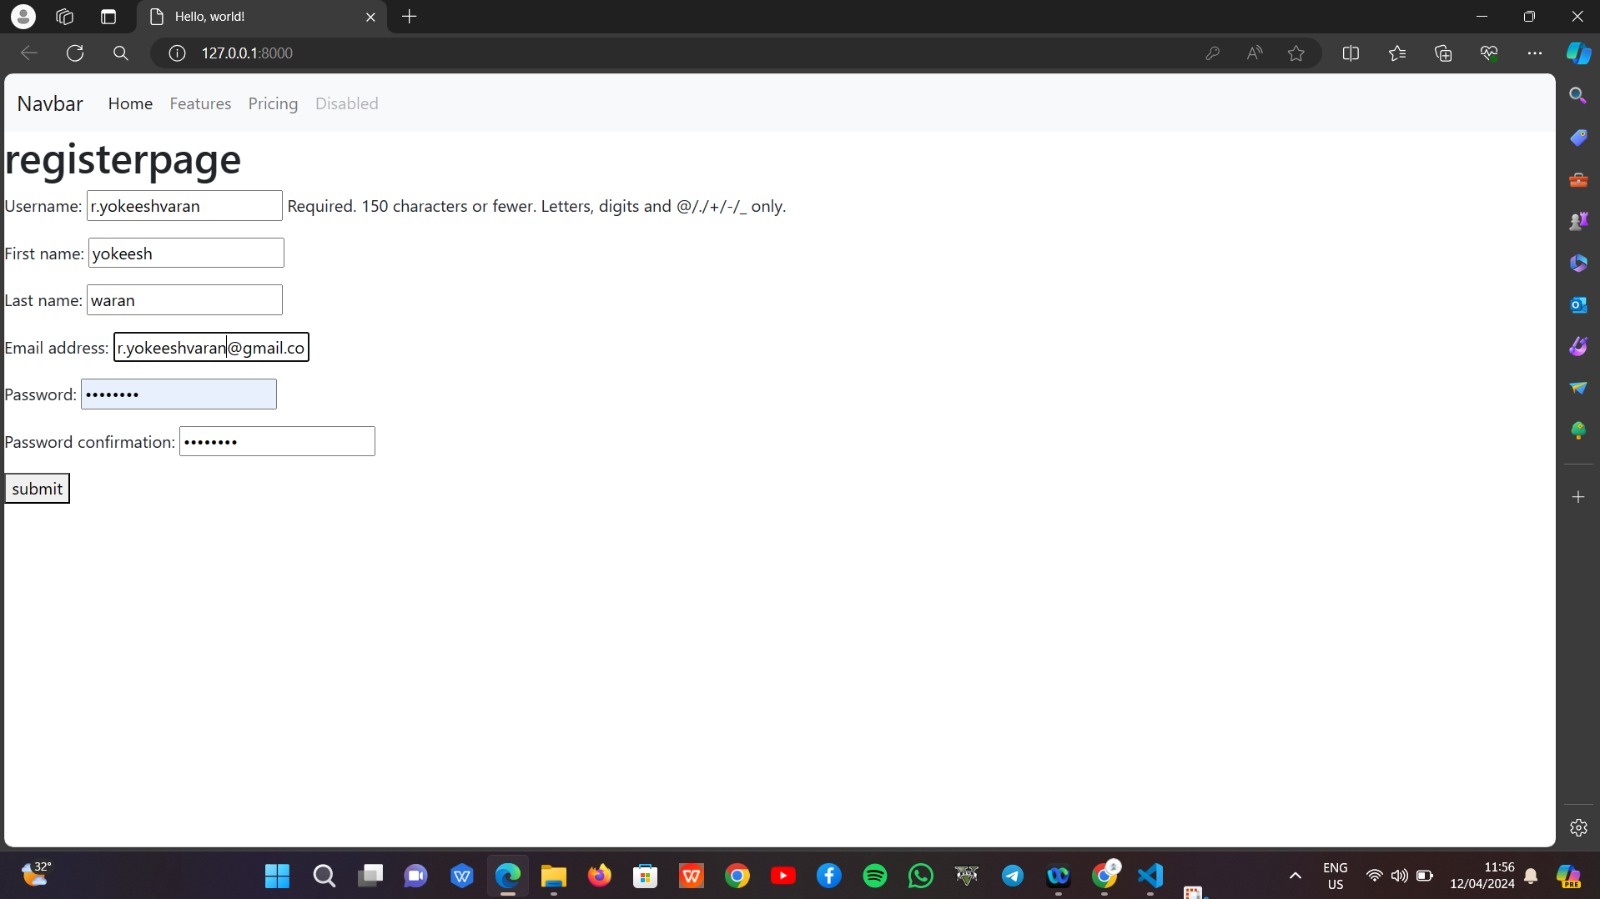 Hello, world!
127.0.0.1:8000
Navbar Home Features Pricing Disabled
registerpage
Username: r.yokeeshvaran Required. 150 characters or fewer. Letters, digits and @/./+/-/_ only.
First name: yokeesh
Last name: waran
Email address: r.yokeeshvaran@gmail.co
Password: ••••••••
Password confirmation: ••••••••
submit
32°
ENG
US
11:56
12/04/2024
PRE